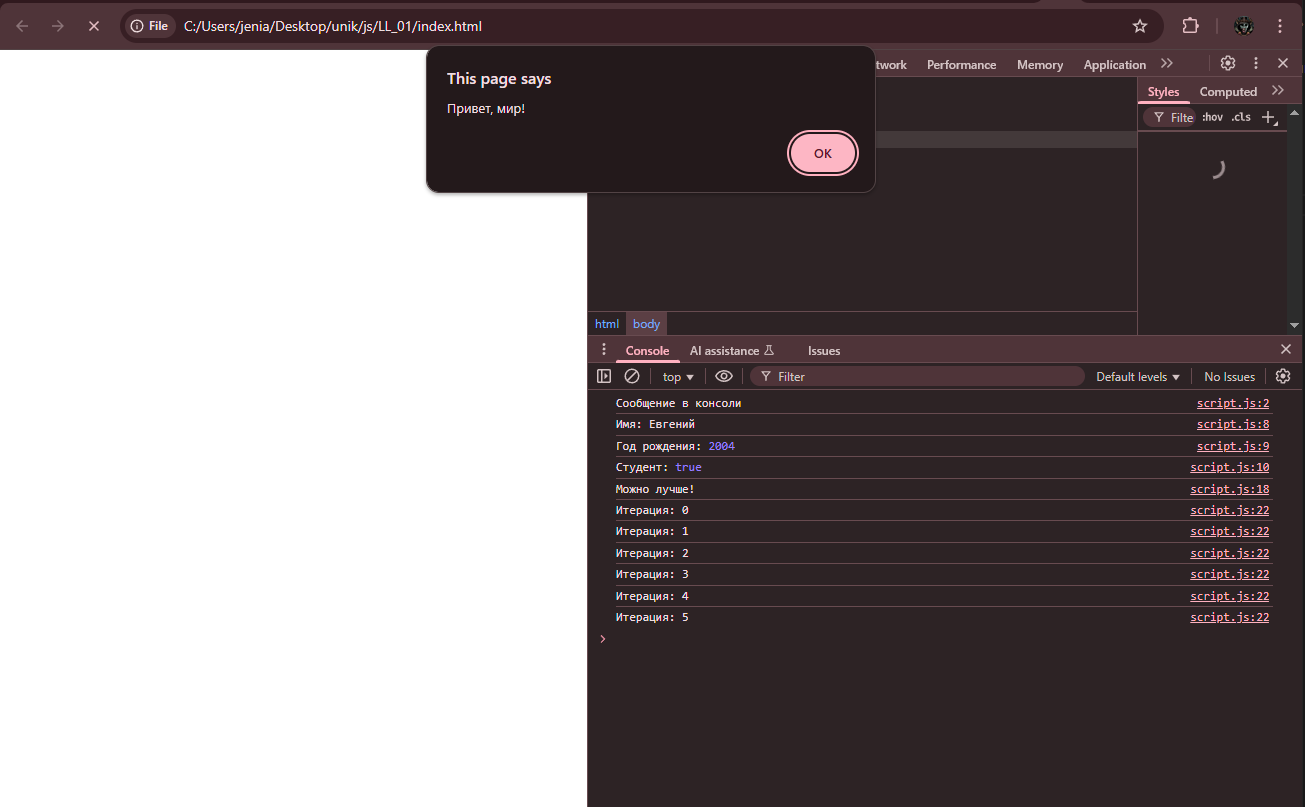 File C:/Users/jenia/Desktop/unik/js/LL_01/index.html
This page says
Привет, мир!
OK
Performance Memory Application
Styles Computed
Filte :hov .cls
html body
Console AI assistance Issues
top Filter Default levels No Issues
Сообщение в консоли script.js:2
Имя: Евгений script.js:8
Год рождения: 2004 script.js:9
Студент: true script.js:10
Можно лучше! script.js:18
Итерация: 0 script.js:22
Итерация: 1 script.js:22
Итерация: 2 script.js:22
Итерация: 3 script.js:22
Итерация: 4 script.js:22
Итерация: 5 script.js:22